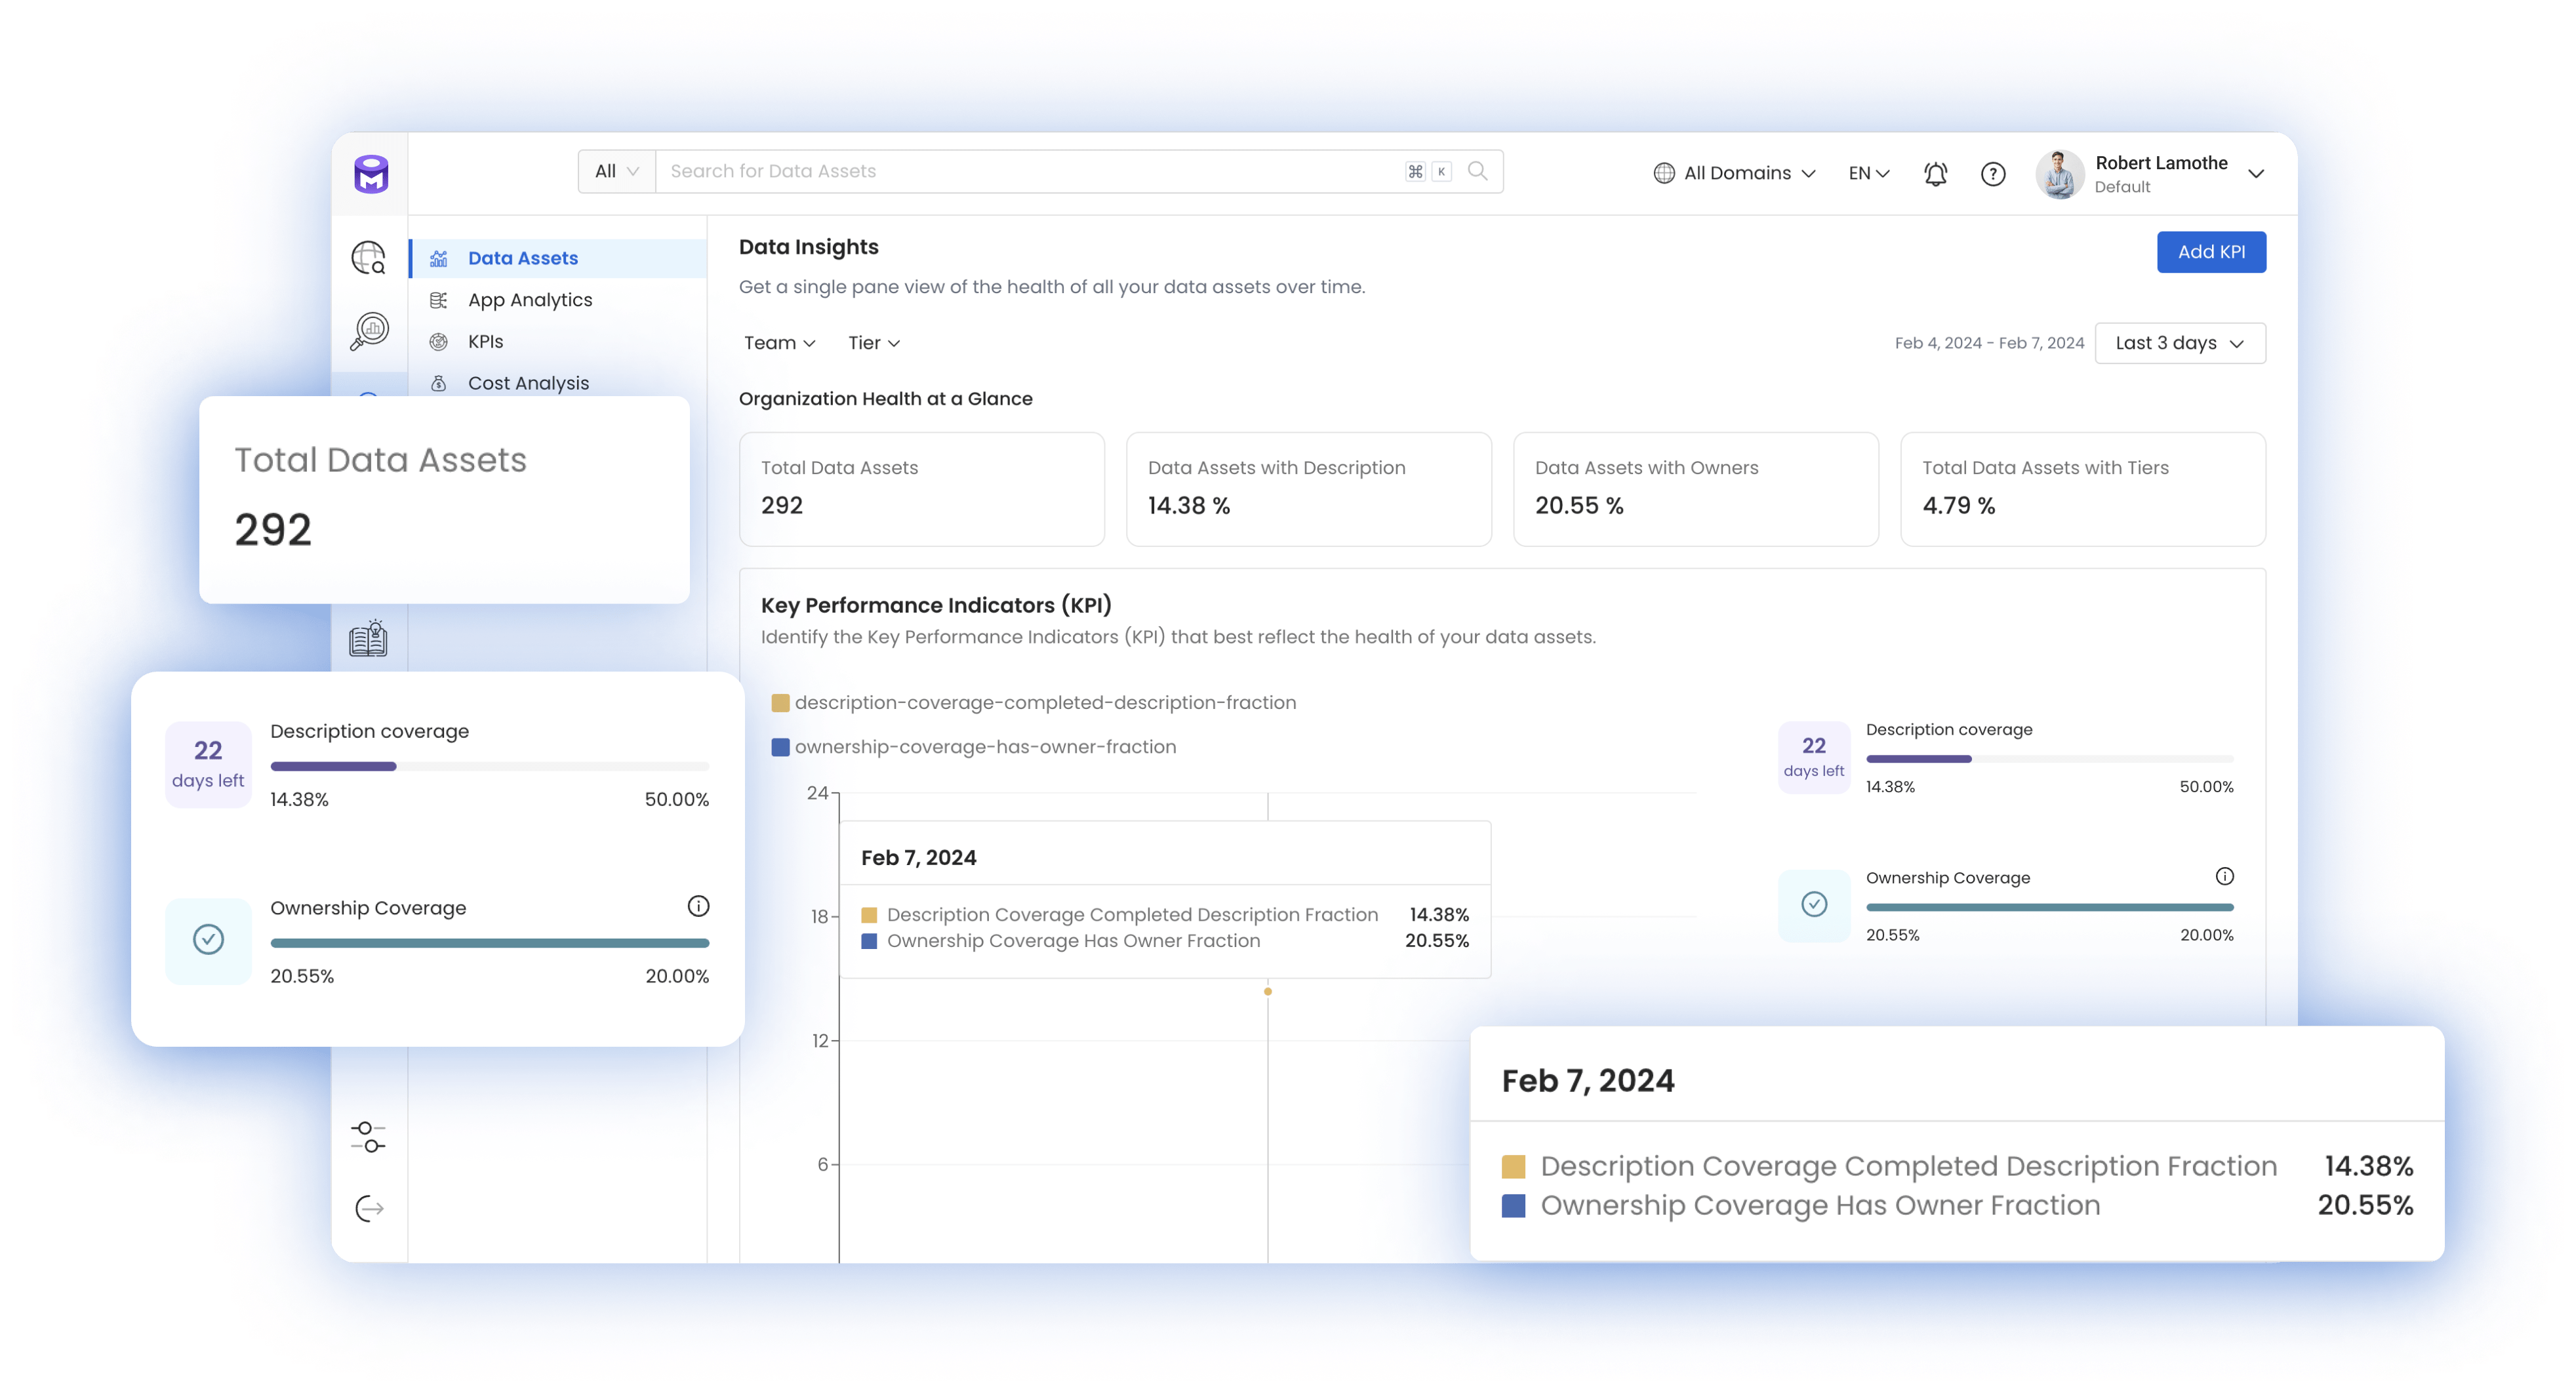 All
Search for Data Assets
⌘ K
All Domains
EN
Robert Lamothe
Default
Data Assets
App Analytics
KPIs
Cost Analysis
Data Insights
Get a single pane view of the health of all your data assets over time.
Add KPI
Team
Tier
Feb 4, 2024 - Feb 7, 2024
Last 3 days
Organization Health at a Glance
Total Data Assets
292
Data Assets with Description
14.38 %
Data Assets with Owners
20.55 %
Total Data Assets with Tiers
4.79 %
Total Data Assets
292
Key Performance Indicators (KPI)
Identify the Key Performance Indicators (KPI) that best reflect the health of your data assets.
description-coverage-completed-description-fraction
ownership-coverage-has-owner-fraction
24
18
12
6
Feb 7, 2024
Description Coverage Completed Description Fraction 14.38%
Ownership Coverage Has Owner Fraction 20.55%
22
days left
Description coverage
14.38% 50.00%
Ownership Coverage
20.55% 20.00%
22
days left
Description coverage
14.38% 50.00%
Ownership Coverage
20.55% 20.00%
Feb 7, 2024
Description Coverage Completed Description Fraction 14.38%
Ownership Coverage Has Owner Fraction 20.55%